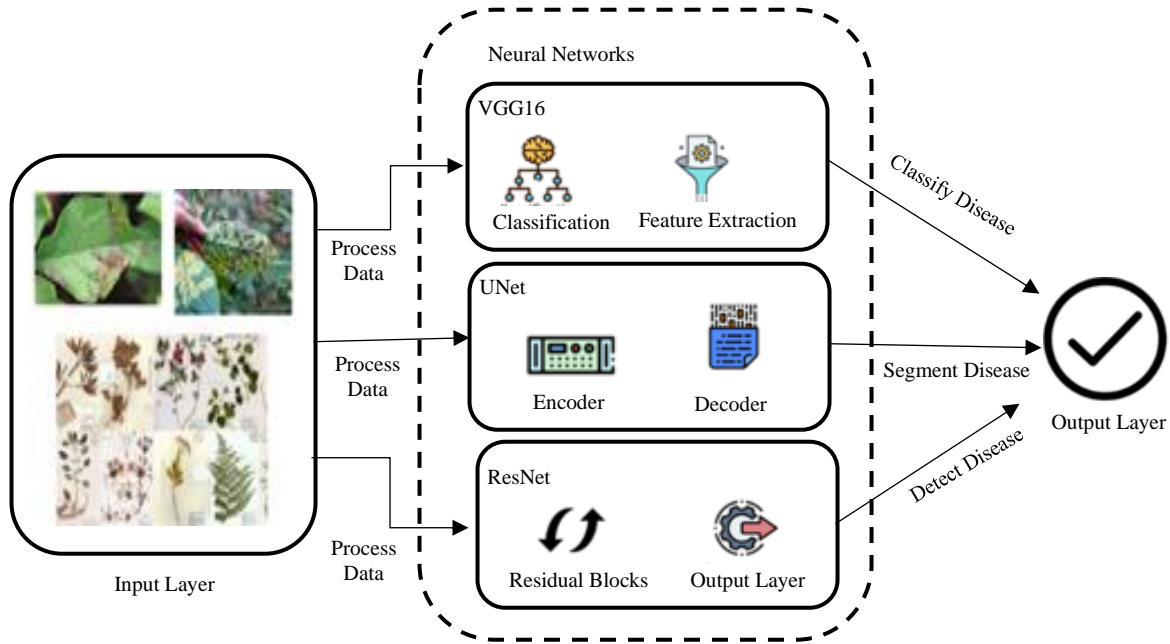 Neural Networks
VGG16
Classification
Feature Extraction
Process
Data
Classify Disease
UNet
Encoder
Decoder
Process
Data
Segment Disease
Output Layer
ResNet
Residual Blocks
Output Layer
Process
Data
Detect Disease
Input Layer